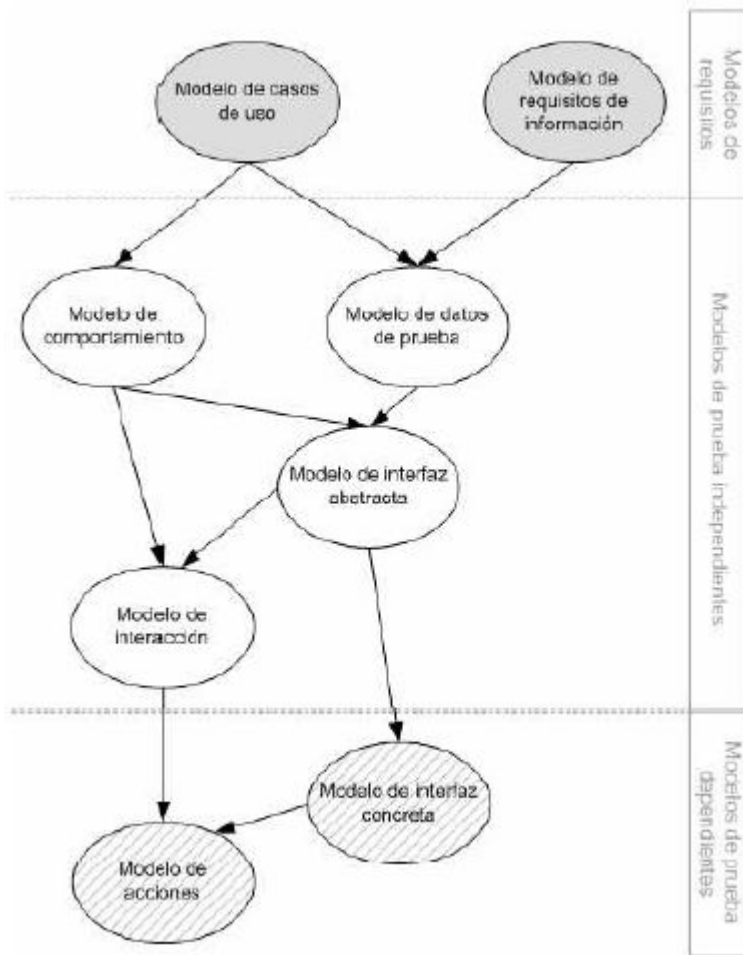 Modelo de casos
de uso
Modelo de
requisitos de
información
Modelos de
requisitos
Modelo de
comportamiento
Modelo de datos
de prueba
Modelo de interfaz
abstracta
Modelo de
interacción
Modelos de prueba independientes
Modelo de interfaz
concreta
Modelo de
acciones
Modelos de prueba
dependientes